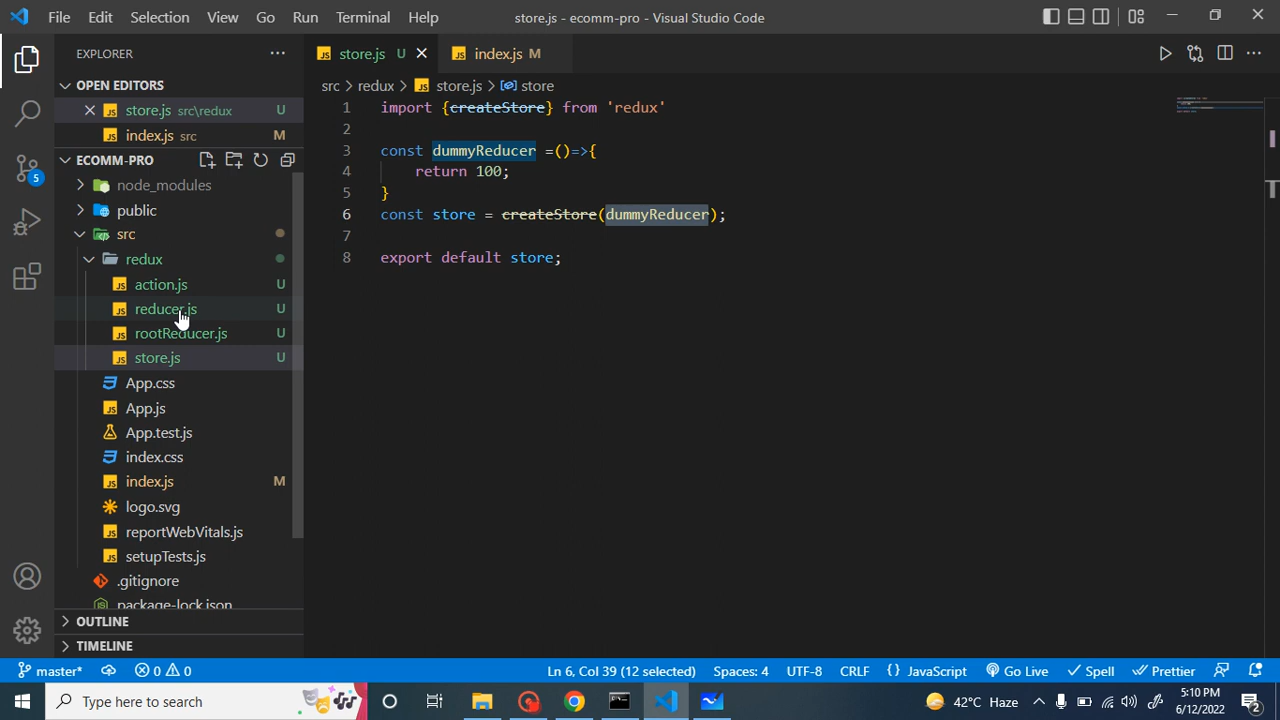 File Edit Selection View Go Run Terminal Help store.js - ecomm-pro - Visual Studio Code
EXPLORER
OPEN EDITORS
store.js src\redux U
index.js src M
ECOMM-PRO
node_modules
public
src
redux
action.js U
reducer.js U
rootReducer.js U
store.js U
App.css
App.js
App.test.js
index.css
index.js M
logo.svg
reportWebVitals.js
setupTests.js
.gitignore
package-lock.json
OUTLINE
TIMELINE
5
store.js U
index.js M
src > redux > store.js > store
1 import {createStore} from 'redux'
2
3 const dummyReducer =()=>{
4 return 100;
5 }
6 const store = createStore(dummyReducer);
7
8 export default store;
master* 0 0 Ln 6, Col 39 (12 selected) Spaces: 4 UTF-8 CRLF {} JavaScript Go Live Spell Prettier
Type here to search
42°C Haze
5:10 PM
6/12/2022
2